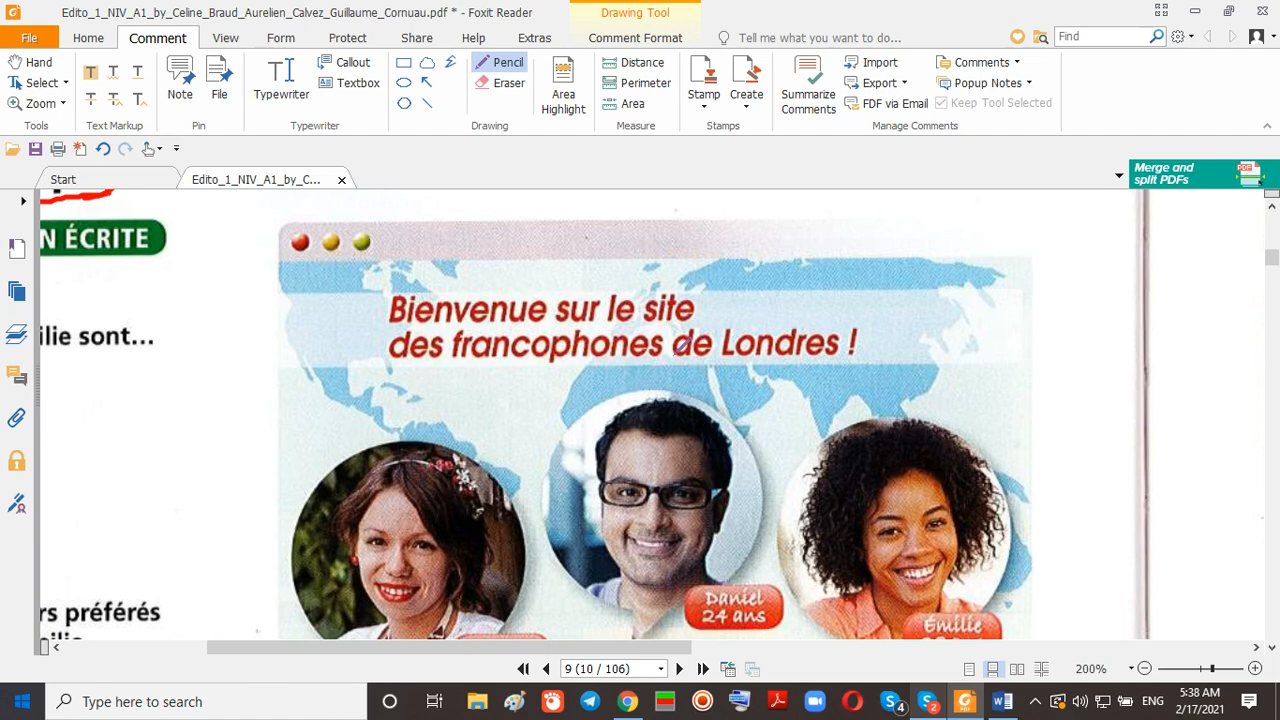 Edito_1_NIV_A1_by_Celine_Braud_Aurelien_Calvez_Guillaume_Cornuau.pdf * - Foxit Reader
Drawing Tool
File Home Comment View Form Protect Share Help Extras Comment Format Tell me what you want to do... Find
Hand
Select
Zoom
Tools
Text Markup
Note
File
Pin
Typewriter
Callout
Textbox
Typewriter
Pencil
Eraser
Area
Highlight
Drawing
Distance
Perimeter
Area
Measure
Stamp
Create
Stamps
Summarize
Comments
Import
Export
FDF via Email
Comments
Popup Notes
Keep Tool Selected
Manage Comments
Start
Edito_1_NIV_A1_by_C...
Merge and
split PDFs
N ÉCRITE
ilie sont...
rs préférés
Bienvenue sur le site
des francophones de Londres !
Daniel
24 ans
Émilie
9 (10 / 106)
200%
Type here to search
4
2
ENG
5:38 AM
2/17/2021